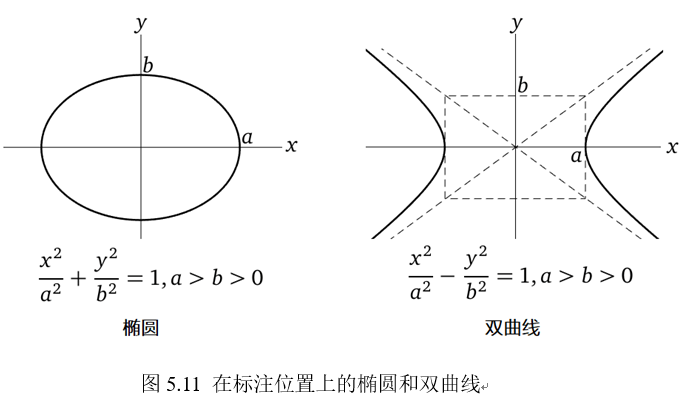 y
b
a
x
x²/a² + y²/b² = 1, a > b > 0
椭圆
y
b
a
x
x²/a² − y²/b² = 1, a > b > 0
双曲线
图 5.11 在标注位置上的椭圆和双曲线